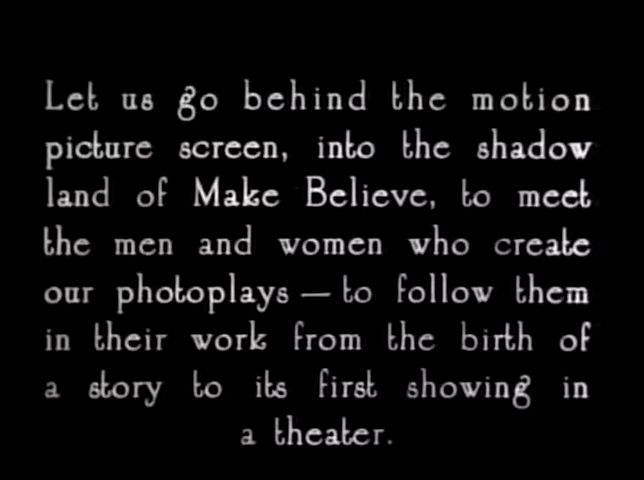 Let us go behind the motion
picture screen, into the shadow
land of Make Believe, to meet
the men and women who create
our photoplays — to follow them
in their work from the birth of
a story to its first showing in
a theater.